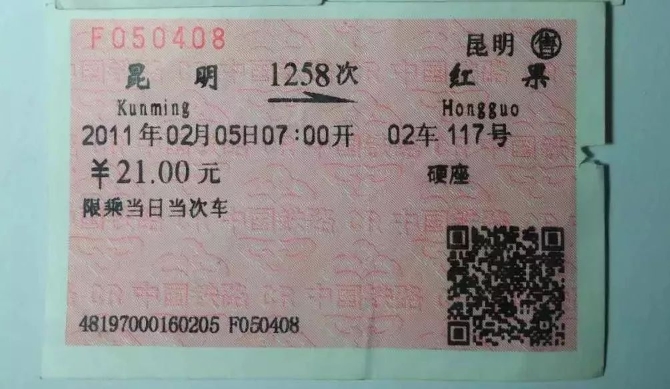 F050408
昆明 售
昆明 1258次 红果
Kunming Hongguo
2011年02月05日07:00开 02车 117号
￥21.00元 硬座
限乘当日当次车
48197000160205 F050408